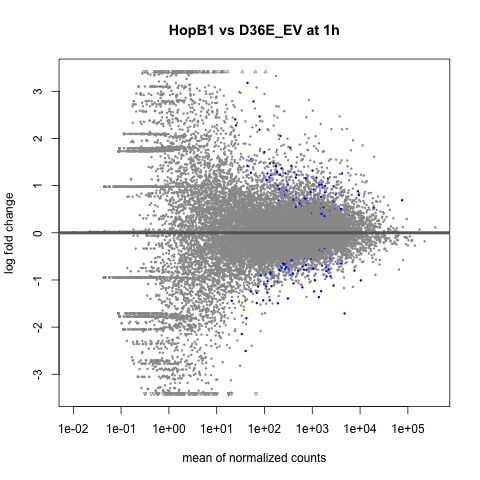 HopB1 vs D36E_EV at 1h
log fold change
3
2
1
0
-1
-2
-3
1e-02 1e-01 1e+00 1e+01 1e+02 1e+03 1e+04 1e+05
mean of normalized counts